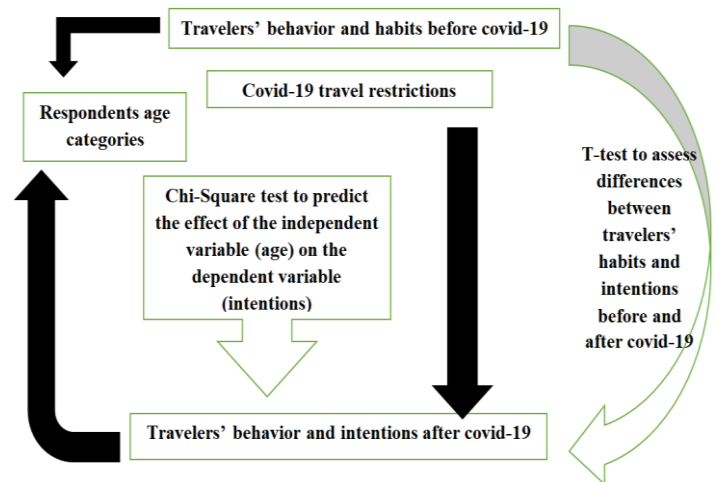 Travelers’ behavior and habits before covid-19
Covid-19 travel restrictions
Respondents age
categories
T-test to assess
differences
between
travelers’
habits and
intentions
before and
after covid-19
Chi-Square test to predict
the effect of the independent
variable (age) on the
dependent variable
(intentions)
Travelers’ behavior and intentions after covid-19